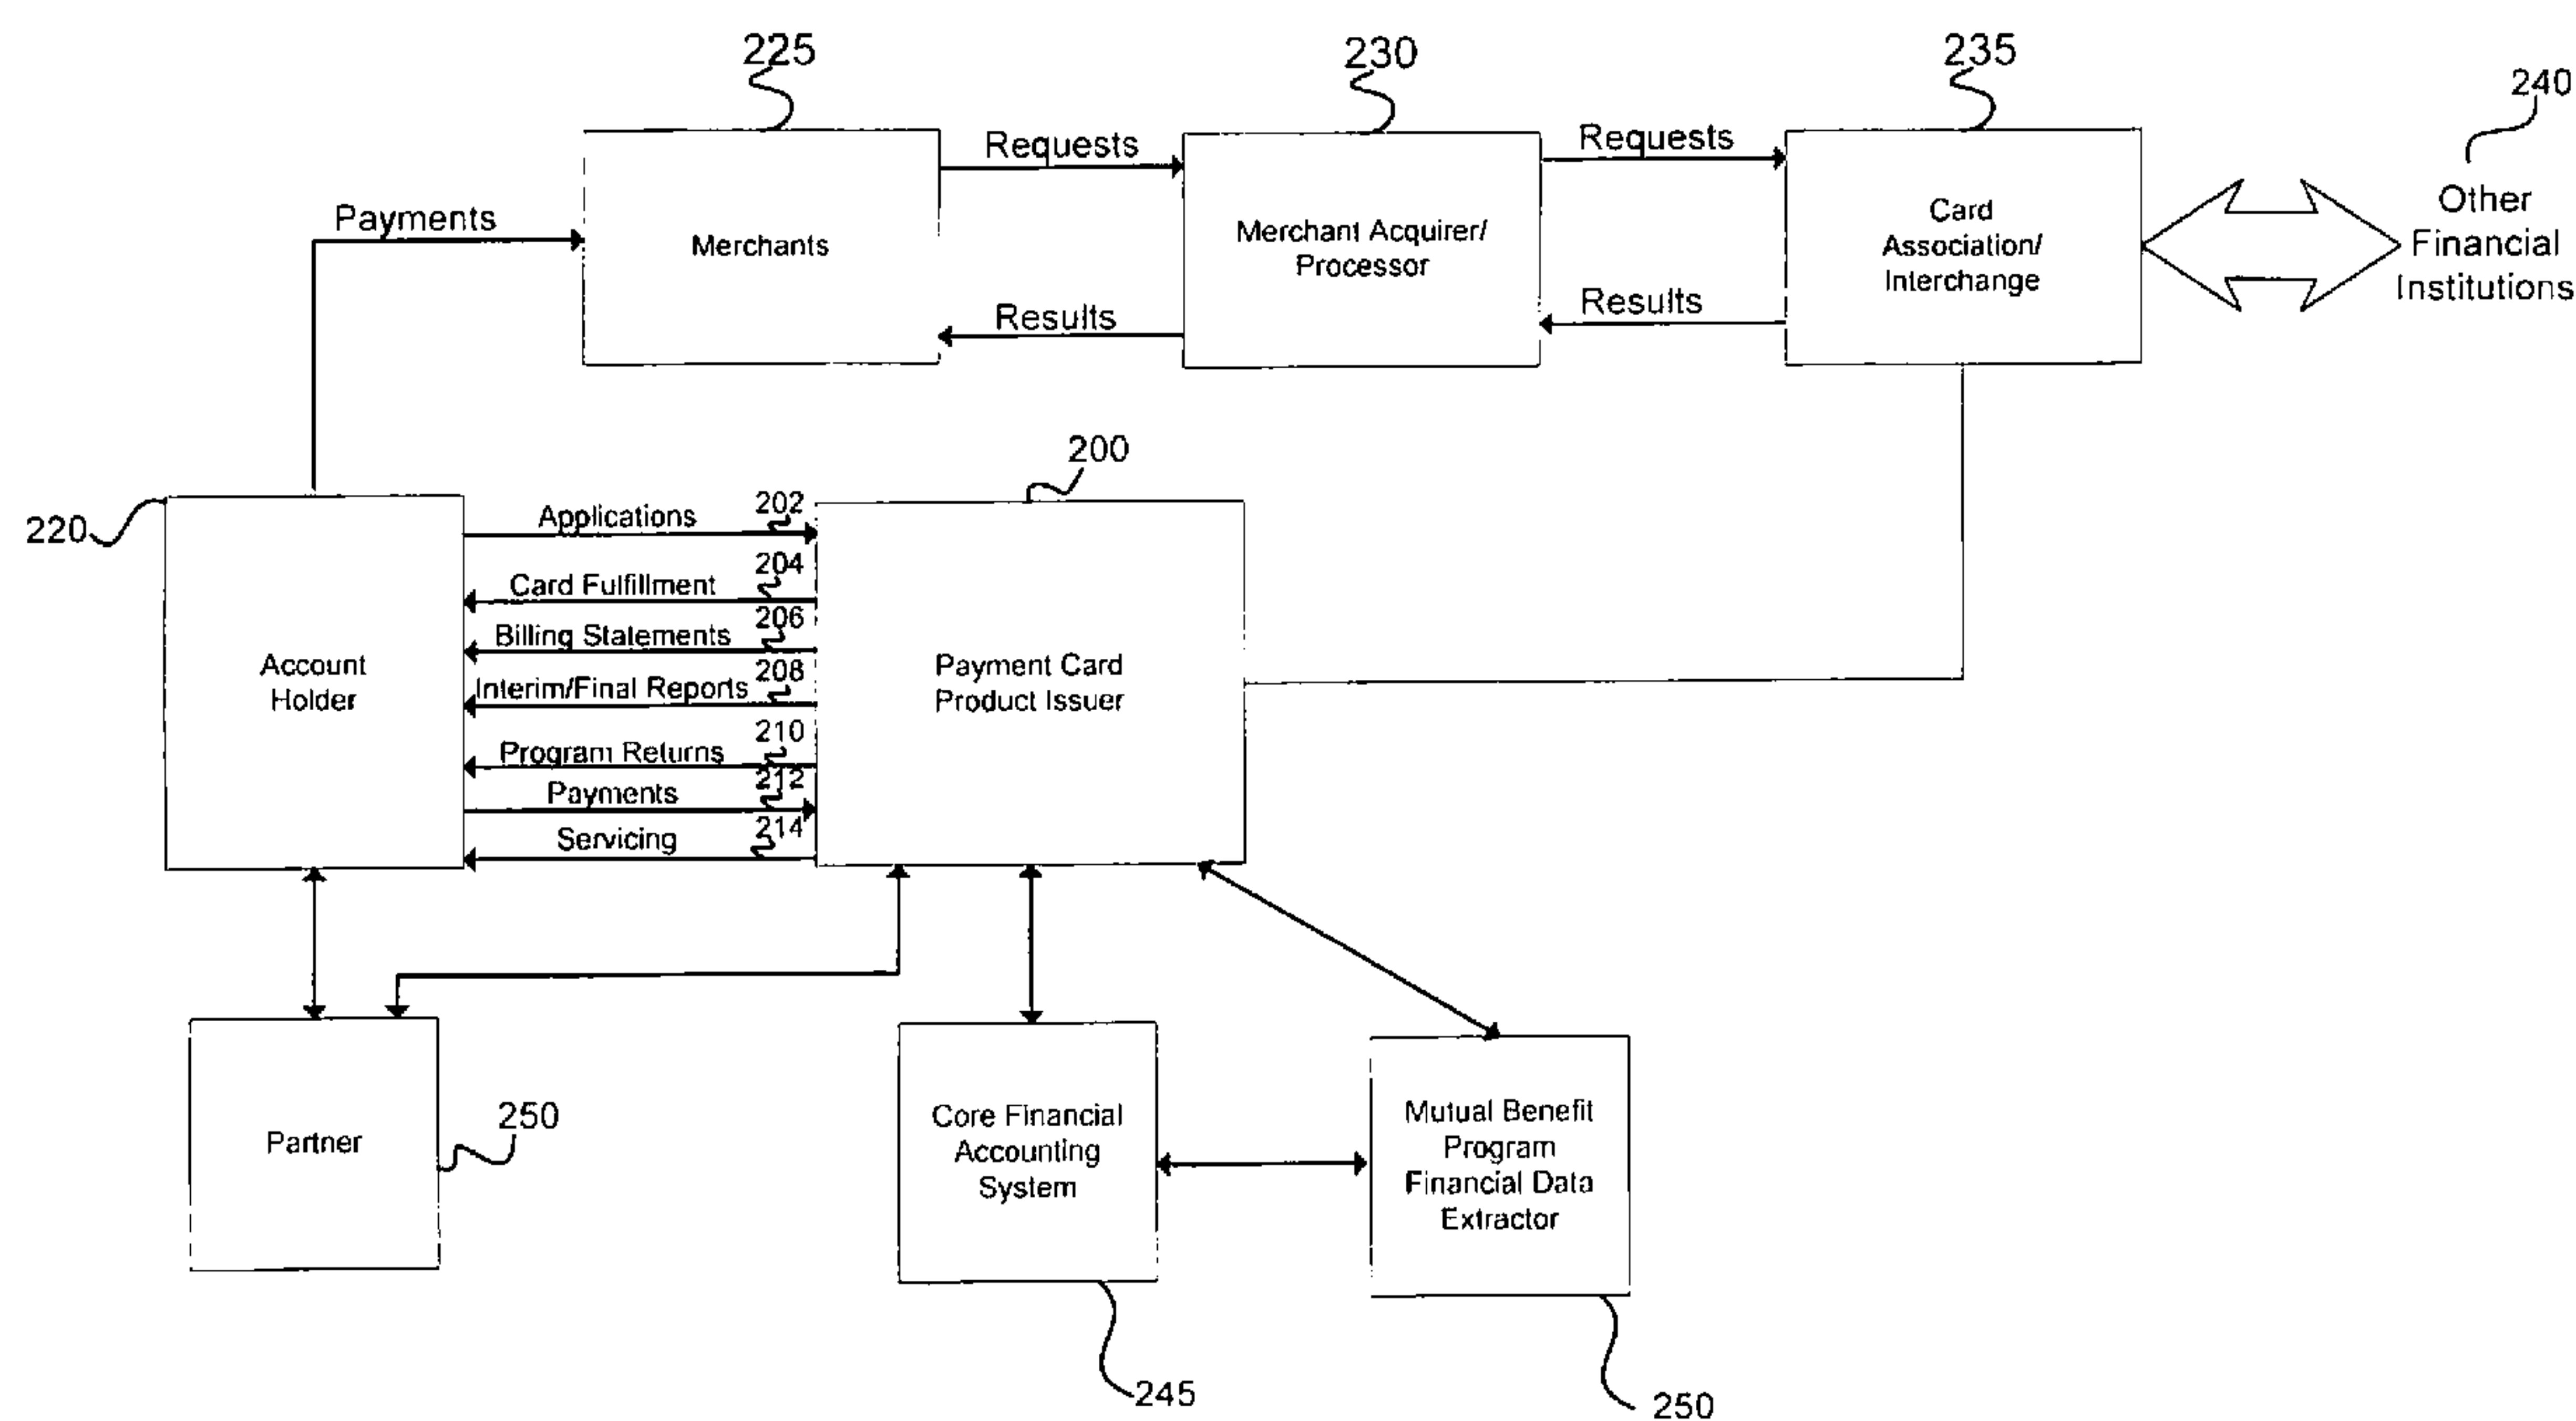 225
230
235
240
Requests
Requests
Payments
Merchants
Merchant Acquirer/
Processor
Card
Association/
Interchange
Other
Financial
Institutions
Results
Results
200
220
Applications
202
Card Fulfillment
204
Billing Statements
206
Interim/Final Reports
208
Program Returns
210
Payments
212
Servicing
214
Account
Holder
Payment Card
Product Issuer
Partner
250
Core Financial
Accounting
System
Mutual Benefit
Program
Financial Data
Extractor
245
250